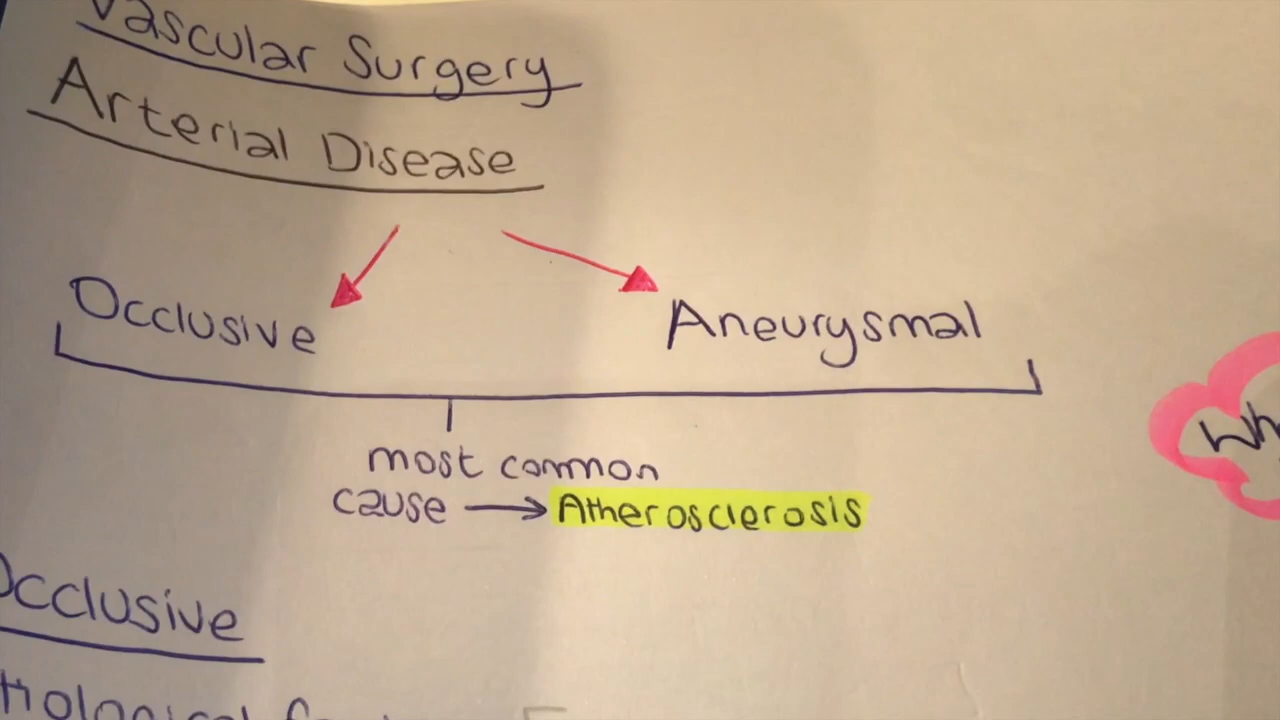 Vascular Surgery
Arterial Disease
Occlusive
Aneurysmal
most common
cause → Atherosclerosis
Occlusive